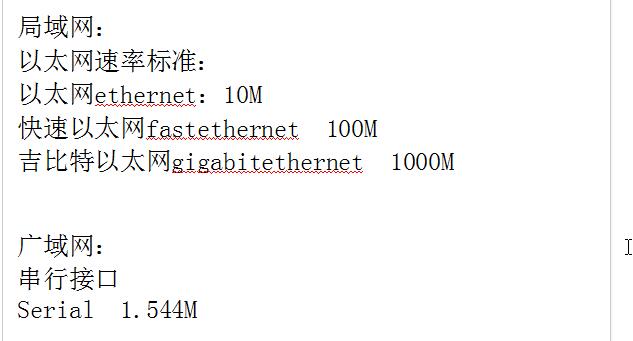 局域网：
以太网速率标准：
以太网ethernet：10M
快速以太网fastethernet  100M
吉比特以太网gigabitethernet  1000M
广域网：
串行接口
Serial  1.544M